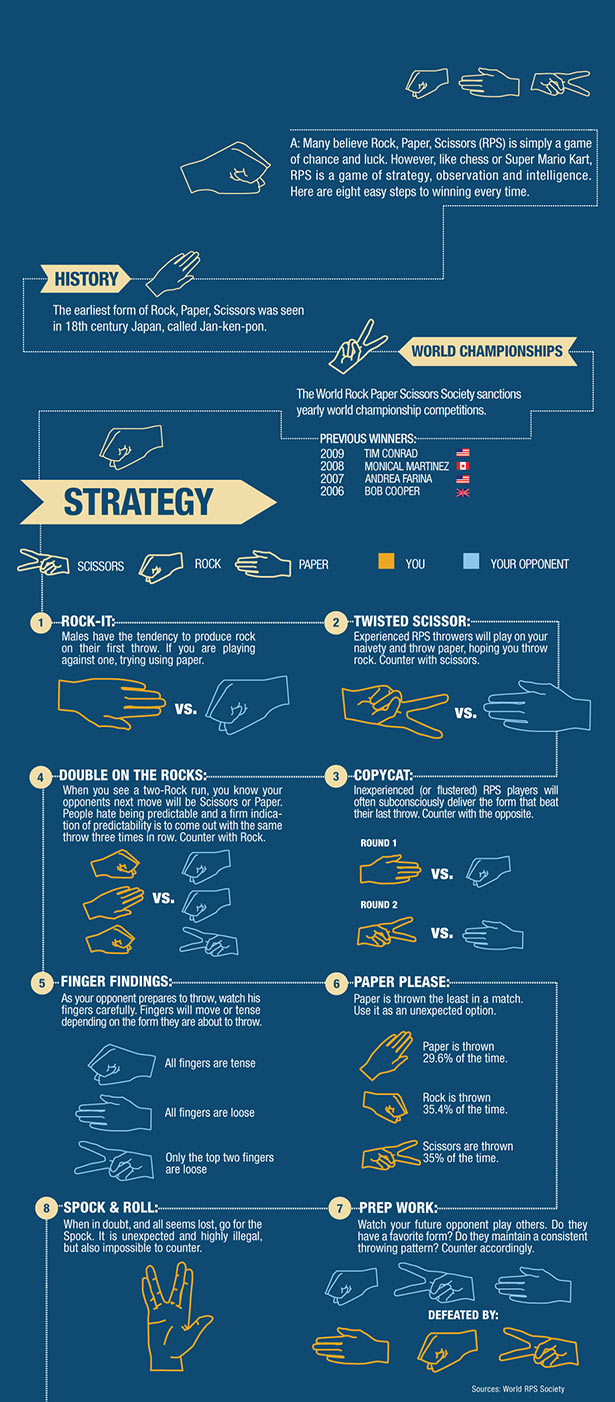 A: Many believe Rock, Paper, Scissors (RPS) is simply a game
of chance and luck. However, like chess or Super Mario Kart,
RPS is a game of strategy, observation and intelligence.
Here are eight easy steps to winning every time.
HISTORY
The earliest form of Rock, Paper, Scissors was seen
in 18th century Japan, called Jan-ken-pon.
WORLD CHAMPIONSHIPS
The World Rock Paper Scissors Society sanctions
yearly world championship competitions.
PREVIOUS WINNERS:
2009 TIM CONRAD
2008 MONICAL MARTINEZ
2007 ANDREA FARINA
2006 BOB COOPER
STRATEGY
SCISSORS
ROCK
PAPER
YOU
YOUR OPPONENT
1 ROCK-IT:
Males have the tendency to produce rock
on their first throw. If you are playing
against one, trying using paper.
VS.
2 TWISTED SCISSOR:
Experienced RPS throwers will play on your
naivety and throw paper, hoping you throw
rock. Counter with scissors.
VS.
4 DOUBLE ON THE ROCKS:
When you see a two-Rock run, you know your
opponents next move will be Scissors or Paper.
People hate being predictable and a firm indica-
tion of predictability is to come out with the same
throw three times in row. Counter with Rock.
VS.
3 COPYCAT:
Inexperienced (or flustered) RPS players will
often subconsciously deliver the form that beat
their last throw. Counter with the opposite.
ROUND 1
VS.
ROUND 2
VS.
5 FINGER FINDINGS:
As your opponent prepares to throw, watch his
fingers carefully. Fingers will move or tense
depending on the form they are about to throw.
All fingers are tense
All fingers are loose
Only the top two fingers
are loose
6 PAPER PLEASE:
Paper is thrown the least in a match.
Use it as an unexpected option.
Paper is thrown
29.6% of the time.
Rock is thrown
35.4% of the time.
Scissors are thrown
35% of the time.
8 SPOCK & ROLL:
When in doubt, and all seems lost, go for the
Spock. It is unexpected and highly illegal,
but also impossible to counter.
7 PREP WORK:
Watch your future opponent play others. Do they
have a favorite form? Do they maintain a consistent
throwing pattern? Counter accordingly.
DEFEATED BY:
Sources: World RPS Society